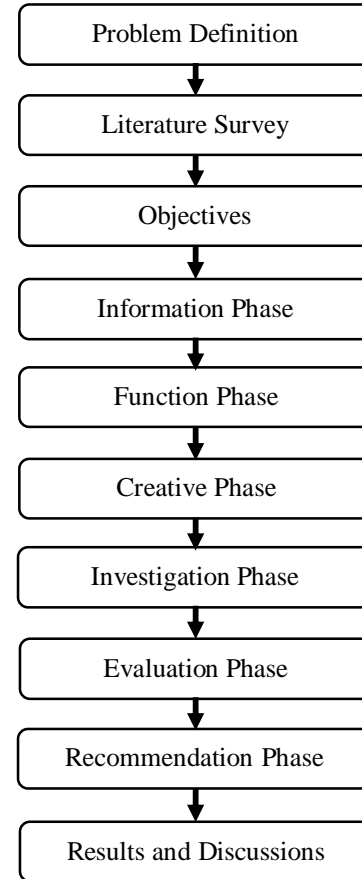 Problem Definition
Literature Survey
Objectives
Information Phase
Function Phase
Creative Phase
Investigation Phase
Evaluation Phase
Recommendation Phase
Results and Discussions